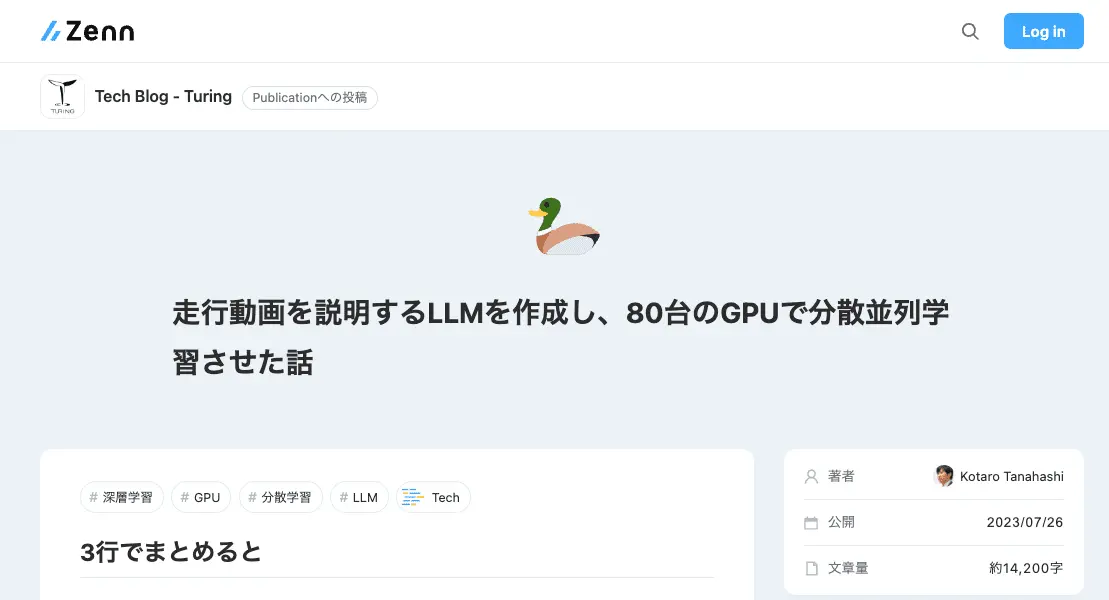 Zenn
Log in
TURING
Tech Blog - Turing
Publicationへの投稿
走行動画を説明するLLMを作成し、80台のGPUで分散並列学
習させた話
# 深層学習 # GPU # 分散学習 # LLM Tech
3行でまとめると
著者 Kotaro Tanahashi
公開 2023/07/26
文章量 約14,200字